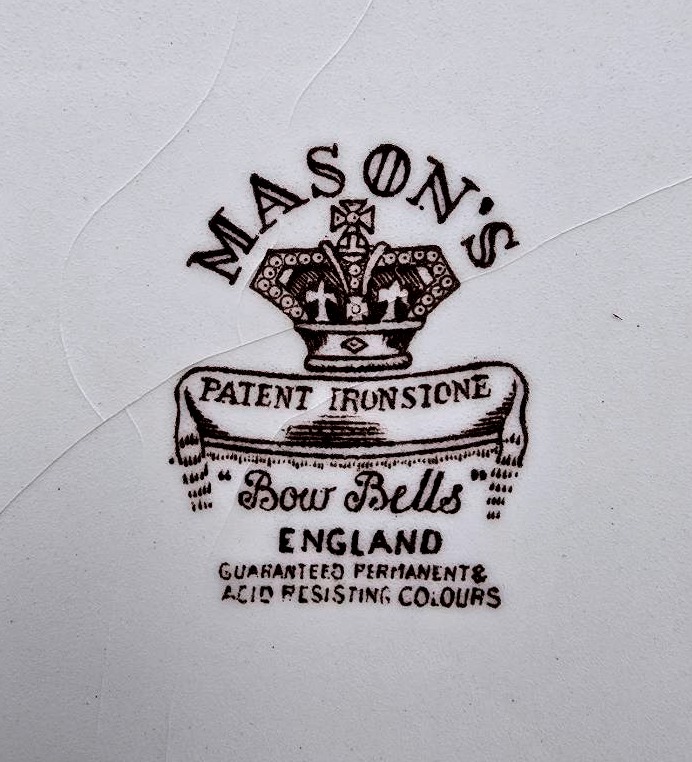 MASON'S
PATENT IRONSTONE
"Bow Bells"
ENGLAND
GUARANTEED PERMANENT &
ACID RESISTING COLOURS